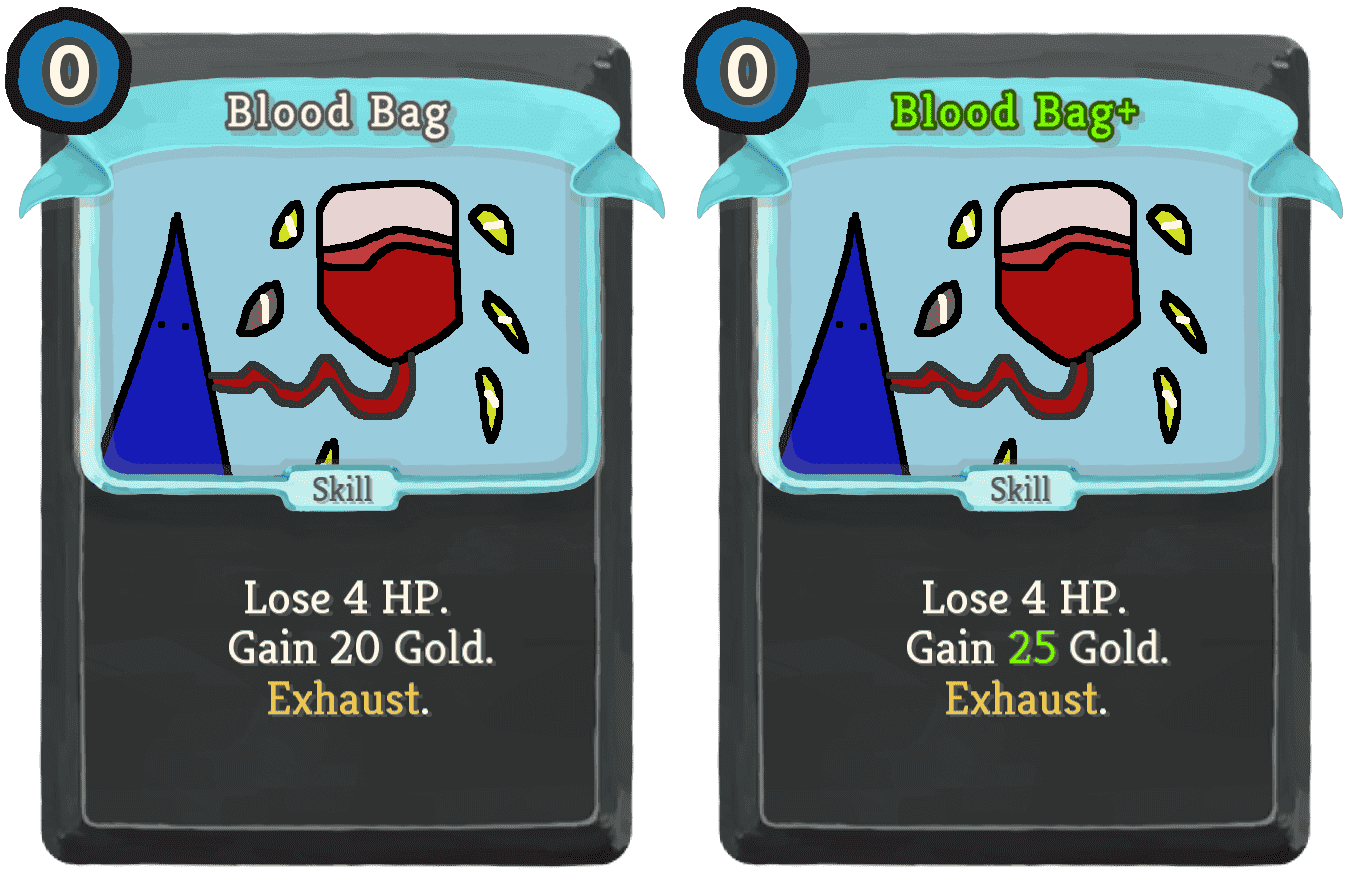 0
Blood Bag
Skill
Lose 4 HP.
Gain 20 Gold.
Exhaust.
0
Blood Bag+
Skill
Lose 4 HP.
Gain 25 Gold.
Exhaust.